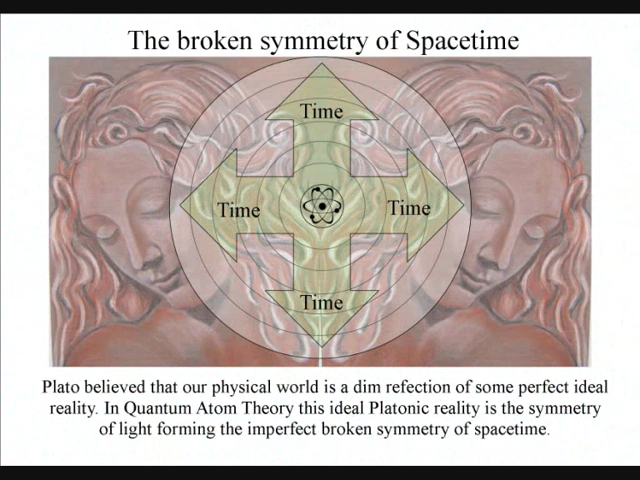 The broken symmetry of Spacetime
Time
Time Time
Time
Plato believed that our physical world is a dim refection of some perfect ideal
reality. In Quantum Atom Theory this ideal Platonic reality is the symmetry
of light forming the imperfect broken symmetry of spacetime.